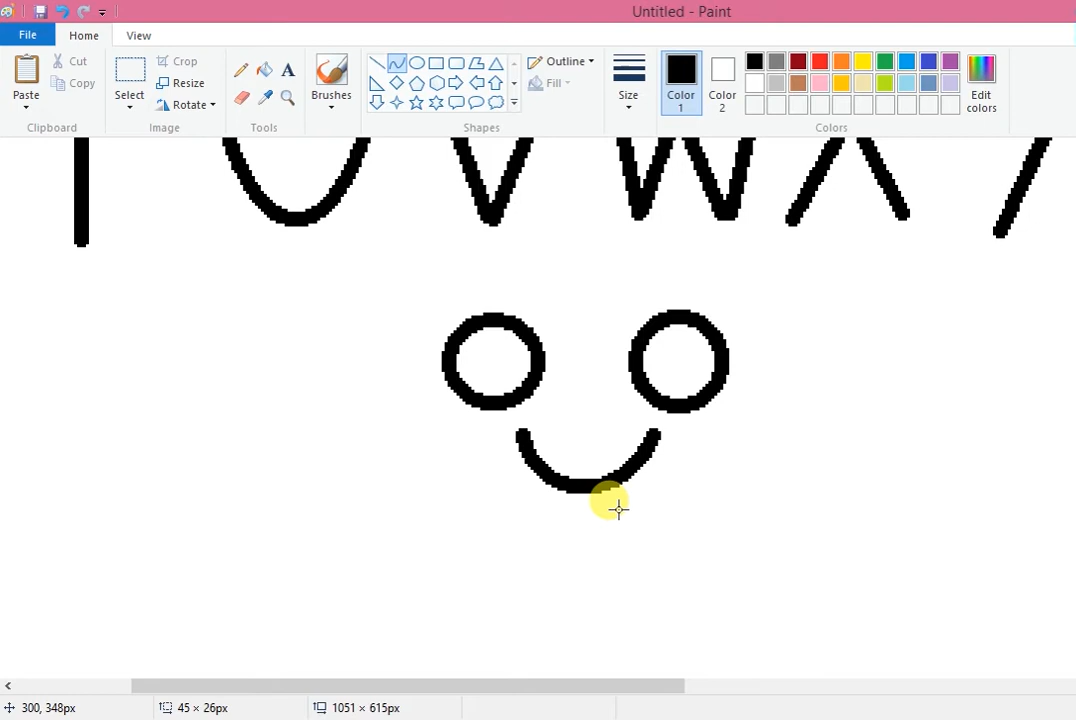 Untitled - Paint
File Home View
Paste
Cut
Copy
Clipboard
Select
Crop
Resize
Rotate
Image
A
Tools
Brushes
Outline
Fill
Shapes
Size
Color 1
Color 2
Edit colors
Colors
U V W
300, 348px 45 × 26px 1051 × 615px